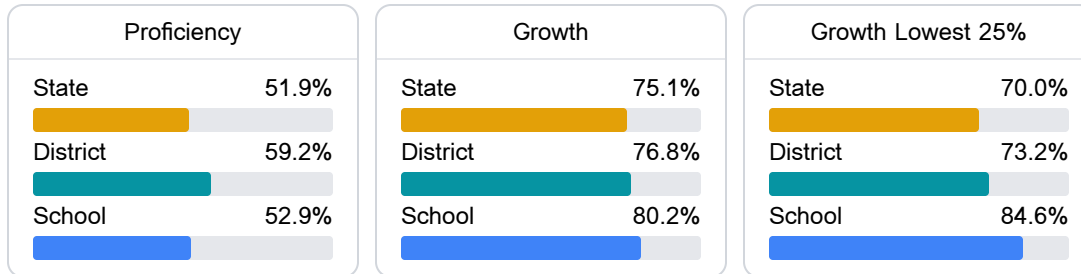 Proficiency
State 51.9%
District 59.2%
School 52.9%
Growth
State 75.1%
District 76.8%
School 80.2%
Growth Lowest 25%
State 70.0%
District 73.2%
School 84.6%